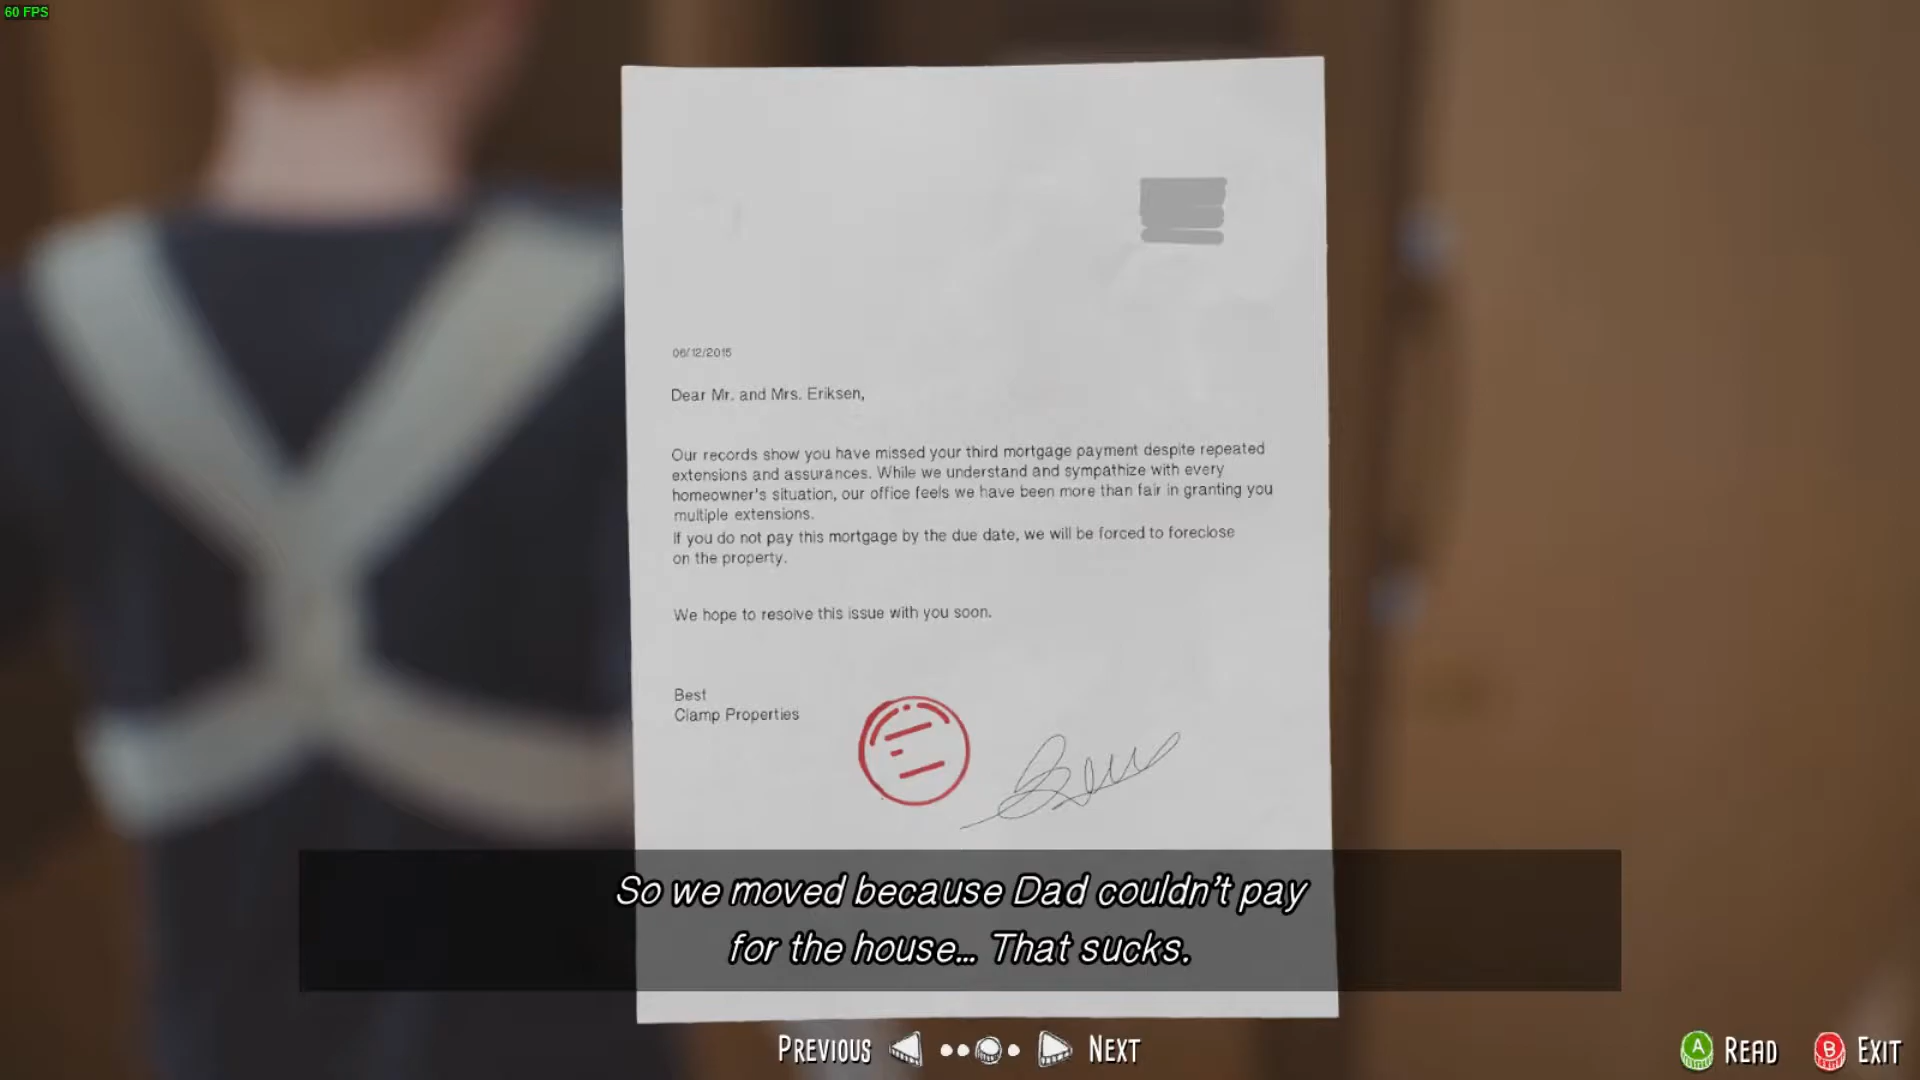 60 FPS
06/12/2015
Dear Mr. and Mrs. Eriksen,
Our records show you have missed your third mortgage payment despite repeated
extensions and assurances. While we understand and sympathize with every
homeowner's situation, our office feels we have been more than fair in granting you
multiple extensions.
If you do not pay this mortgage by the due date, we will be forced to foreclose
on the property.
We hope to resolve this issue with you soon.
Best
Clamp Properties
So we moved because Dad couldn't pay
for the house... That sucks.
PREVIOUS NEXT
A READ B EXIT